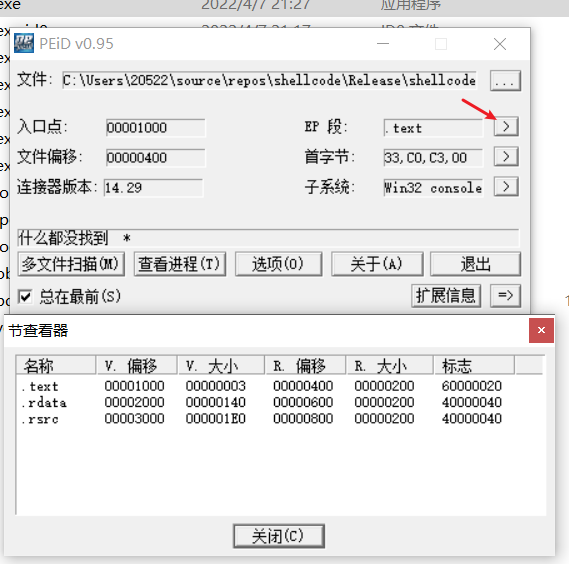 exe 2022/4/7 21:27 应用程序
PEiD v0.95
文件: C:\Users\20522\source\repos\shellcode\Release\shellcode ...
入口点: 00001000 EP 段: .text >
文件偏移: 00000400 首字节: 33,C0,C3,00 >
连接器版本: 14.29 子系统: Win32 console >
什么都没找到 *
多文件扫描(M) 查看进程(T) 选项(O) 关于(A) 退出
总在最前(S) 扩展信息 =>
节查看器
名称 V. 偏移 V. 大小 R. 偏移 R. 大小 标志
.text 00001000 00000003 00000400 00000200 60000020
.rdata 00002000 00000140 00000600 00000200 40000040
.rsrc 00003000 000001E0 00000800 00000200 40000040
关闭(C)